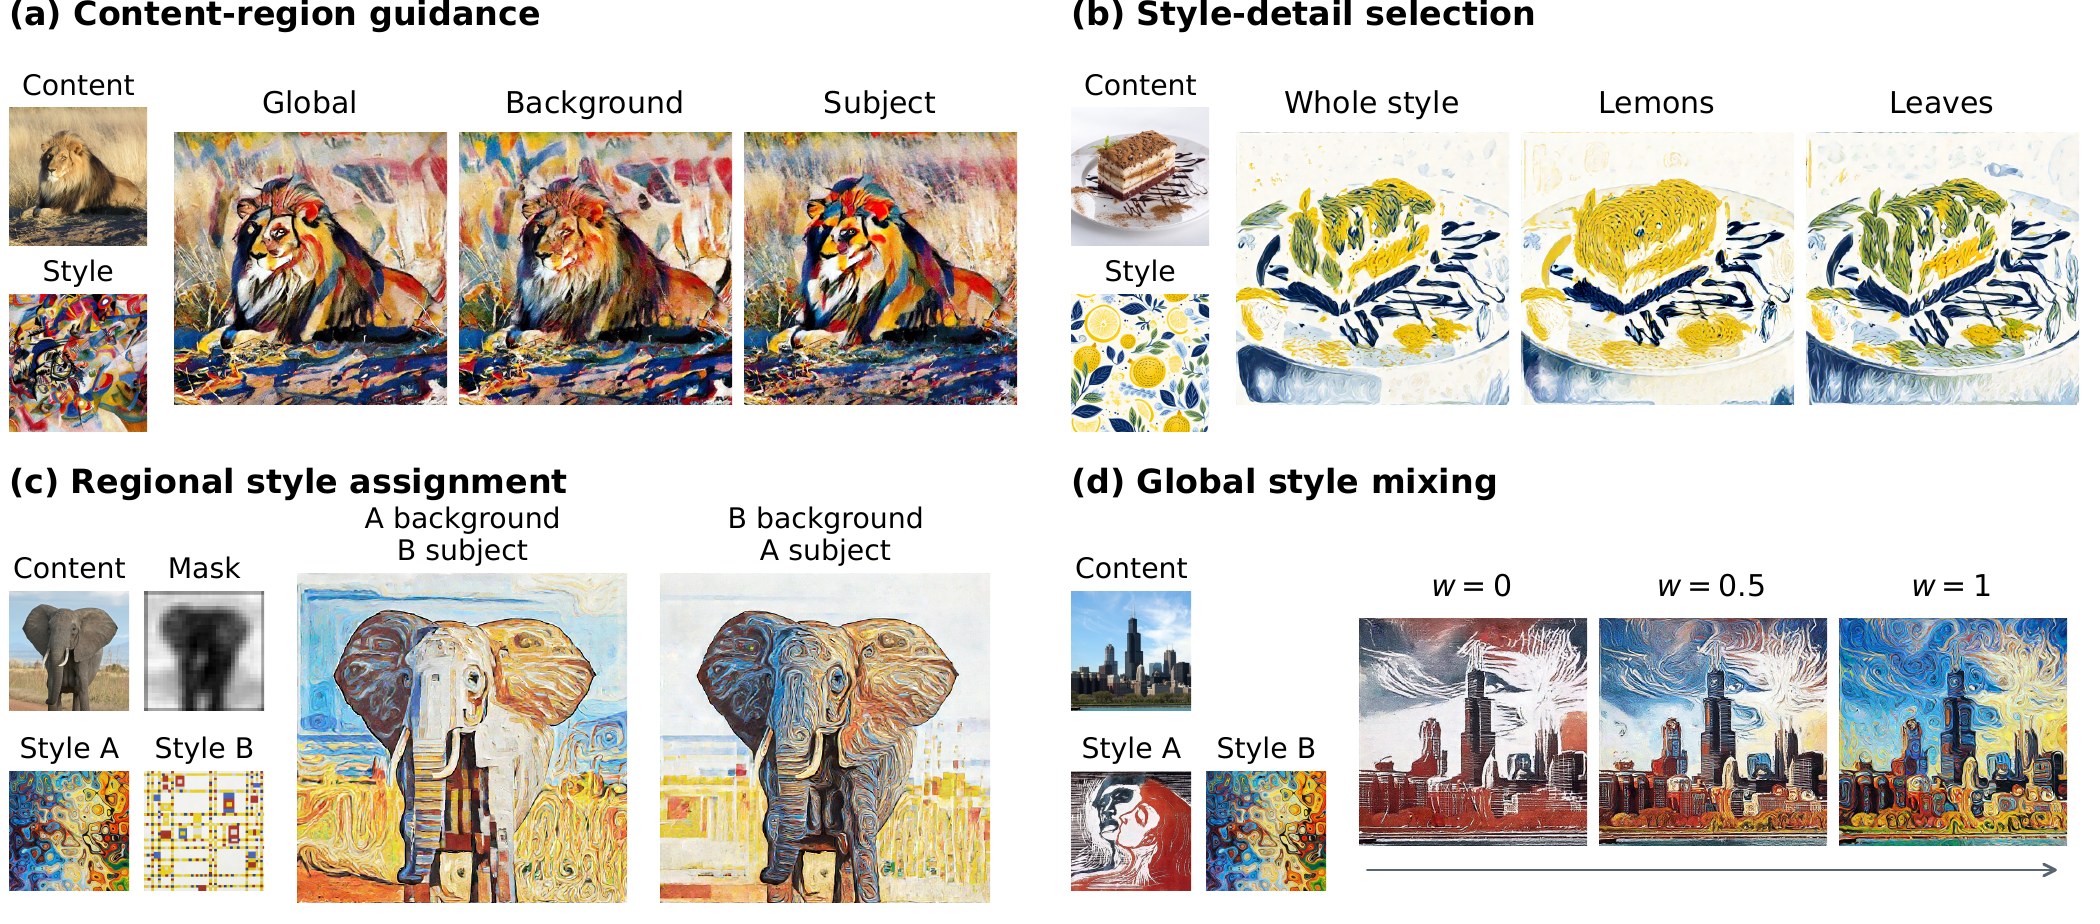 (a) Content-region guidance
Content
Style
Global
Background
Subject
(b) Style-detail selection
Content
Style
Whole style
Lemons
Leaves
(c) Regional style assignment
Content
Mask
Style A
Style B
A background
B subject
B background
A subject
(d) Global style mixing
Content
Style A
Style B
w = 0
w = 0.5
w = 1